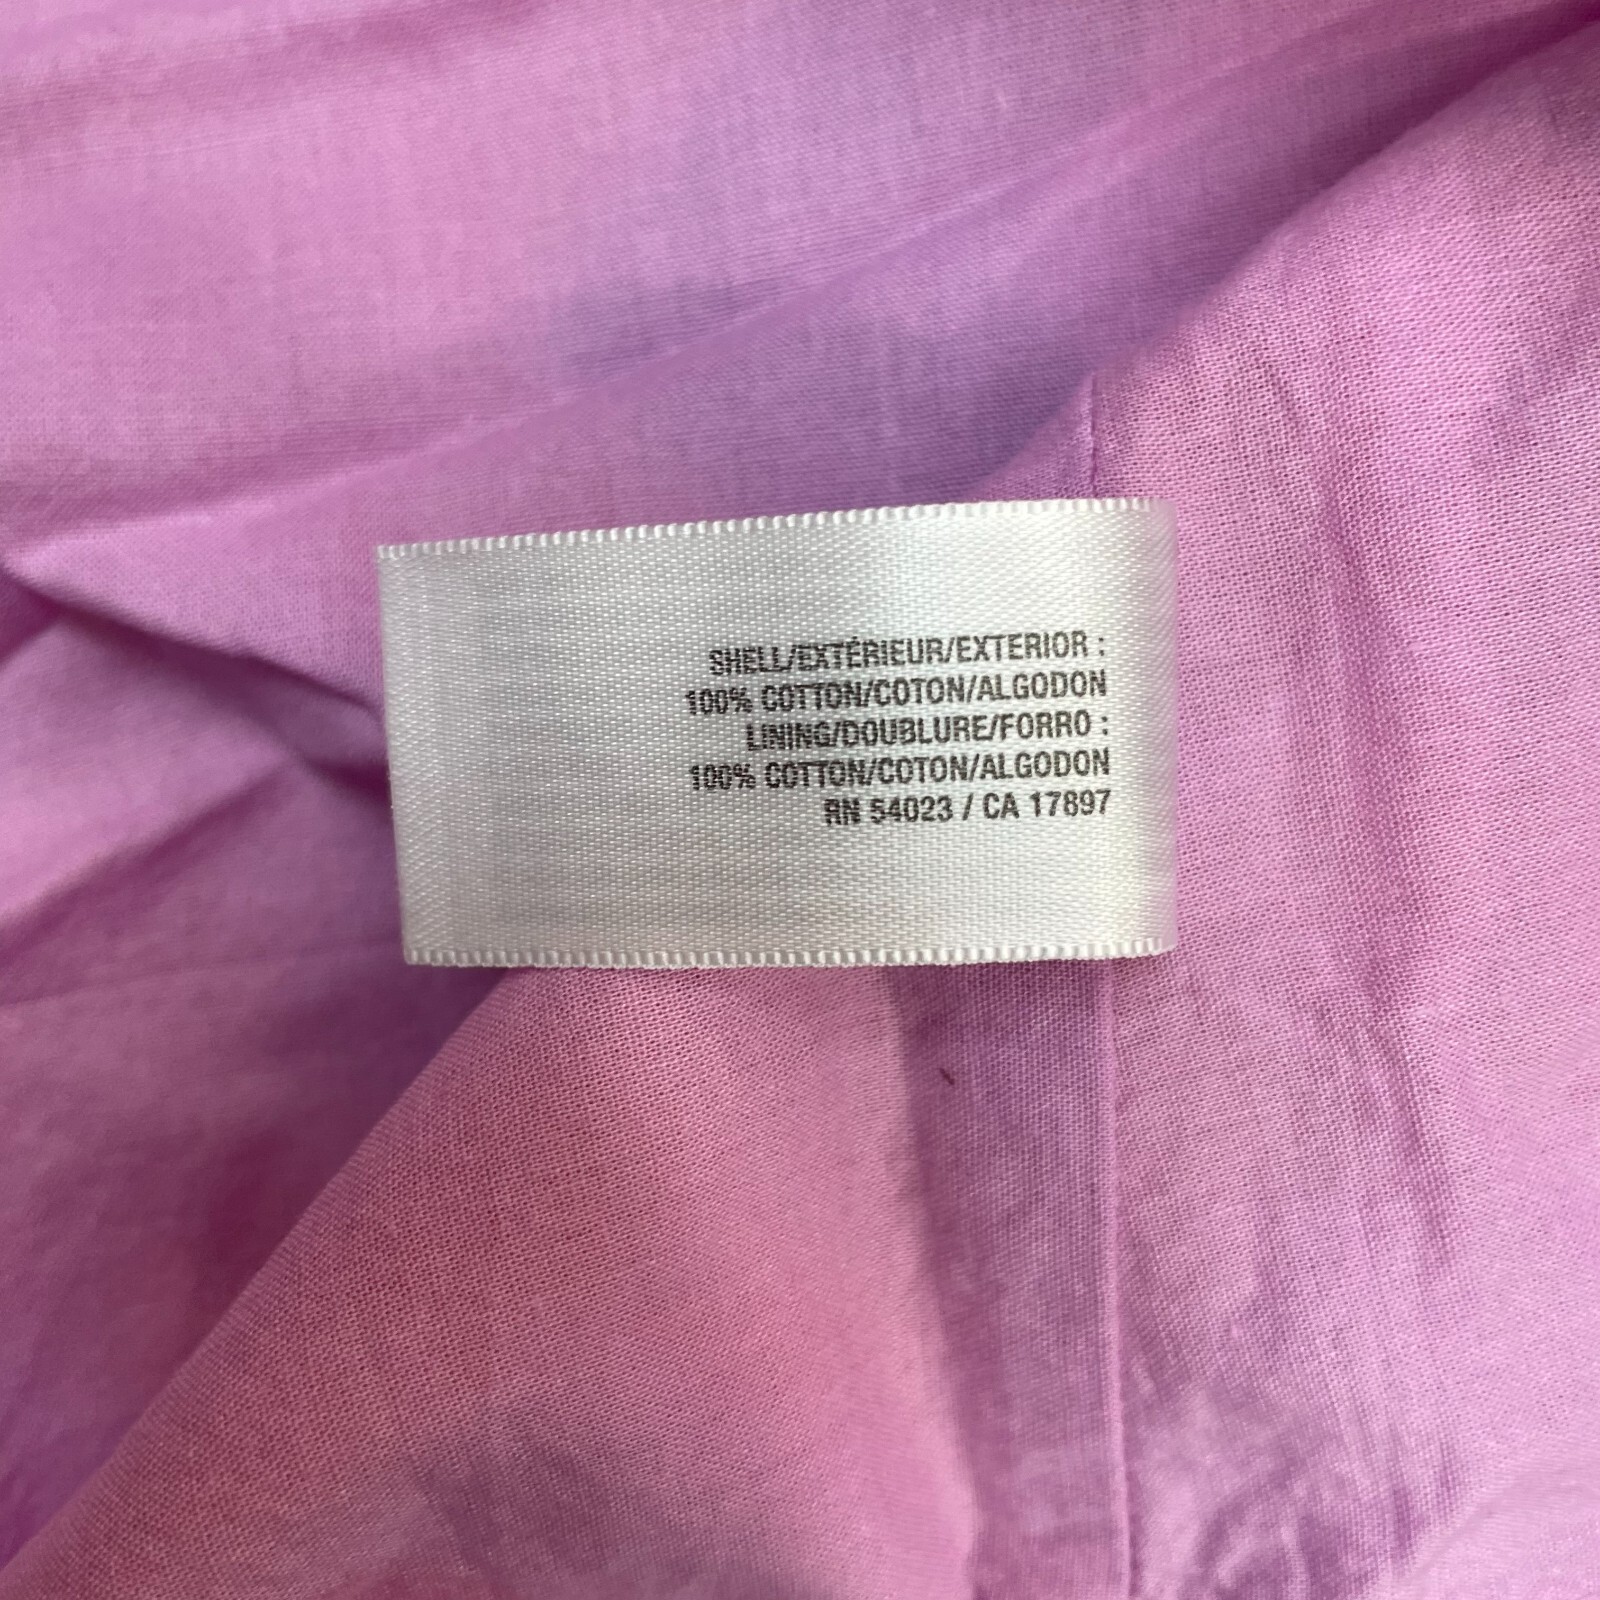 SHELL/EXTÉRIEUR/EXTERIOR :
100% COTTON/COTON/ALGODON
LINING/DOUBLURE/FORRO :
100% COTTON/COTON/ALGODON
RN 54023 / CA 17897